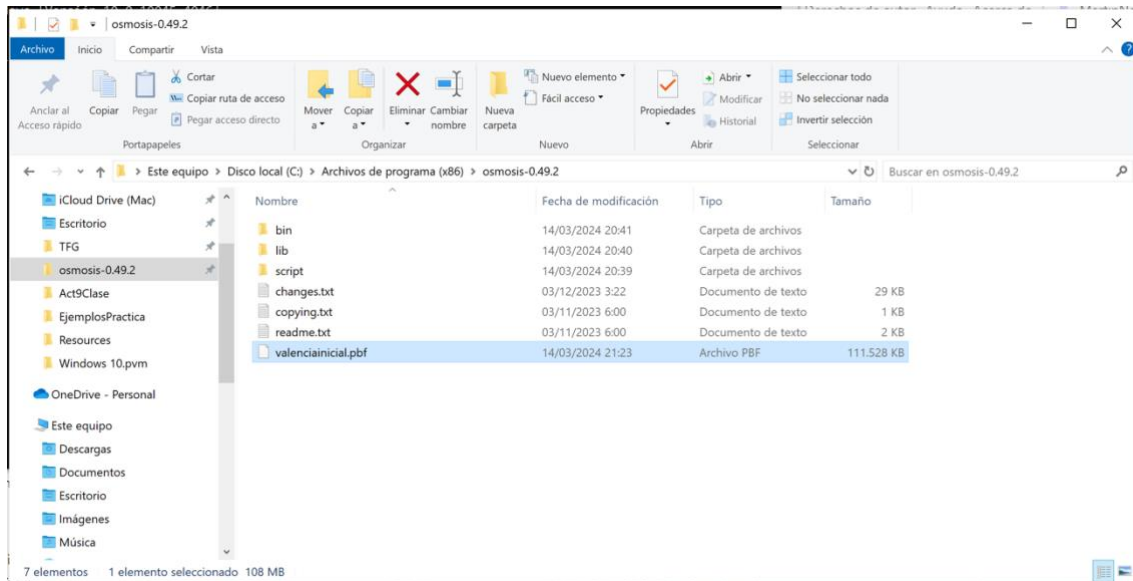 osmosis-0.49.2
Archivo Inicio Compartir Vista
Anclar al Acceso rápido
Copiar
Pegar
Cortar
Copiar ruta de acceso
Pegar acceso directo
Portapapeles
Mover a
Copiar a
Eliminar
Cambiar nombre
Organizar
Nueva carpeta
Nuevo elemento
Fácil acceso
Nuevo
Propiedades
Abrir
Modificar
Historial
Abrir
Seleccionar todo
No seleccionar nada
Invertir selección
Seleccionar
Este equipo > Disco local (C:) > Archivos de programa (x86) > osmosis-0.49.2
Buscar en osmosis-0.49.2
iCloud Drive (Mac)
Escritorio
TFG
osmosis-0.49.2
Act9Clase
EjemplosPractica
Resources
Windows 10.pvm
OneDrive - Personal
Este equipo
Descargas
Documentos
Escritorio
Imágenes
Música
Nombre Fecha de modificación Tipo Tamaño
bin 14/03/2024 20:41 Carpeta de archivos
lib 14/03/2024 20:40 Carpeta de archivos
script 14/03/2024 20:39 Carpeta de archivos
changes.txt 03/12/2023 3:22 Documento de texto 29 KB
copying.txt 03/11/2023 6:00 Documento de texto 1 KB
readme.txt 03/11/2023 6:00 Documento de texto 2 KB
valenciainicial.pbf 14/03/2024 21:23 Archivo PBF 111.528 KB
7 elementos 1 elemento seleccionado 108 MB